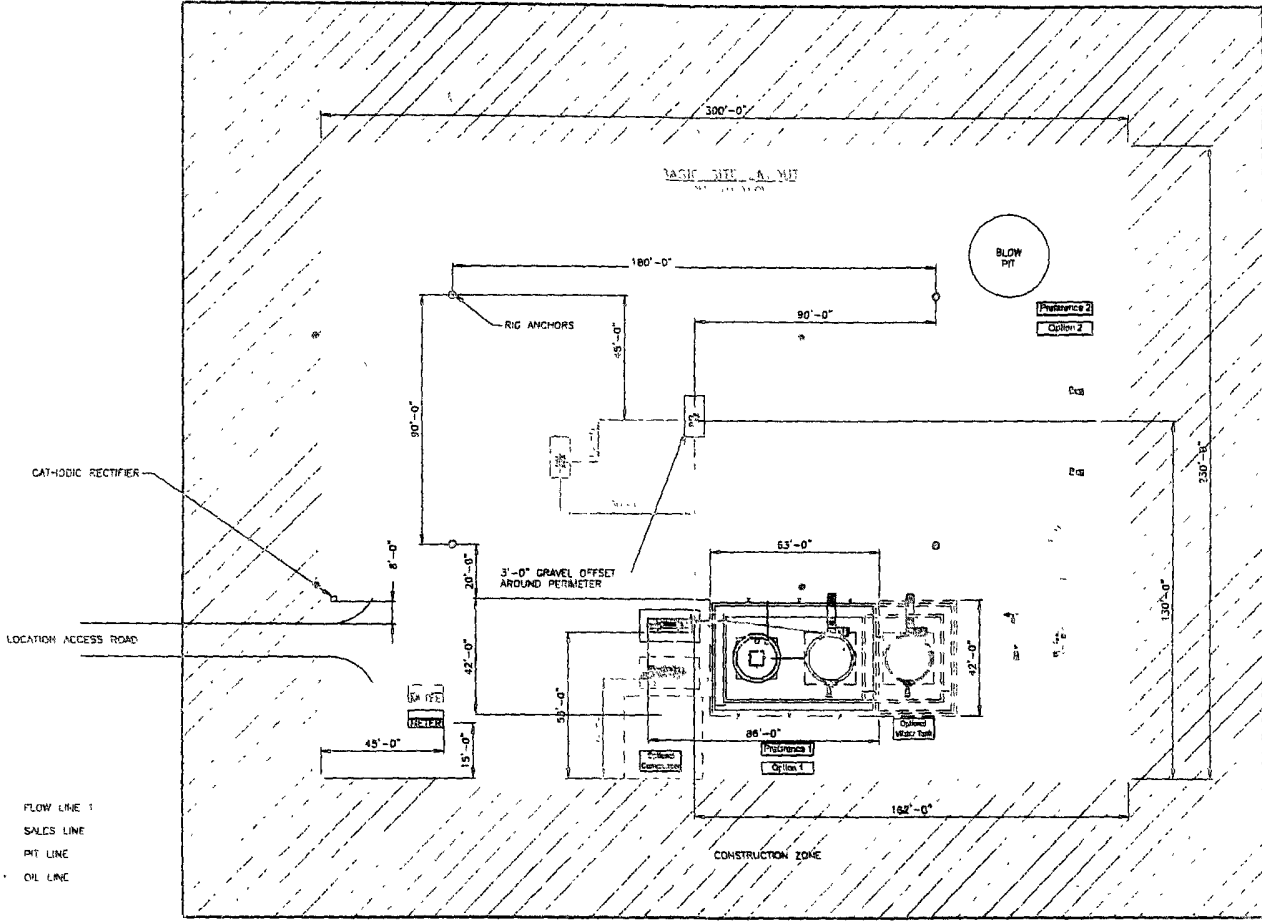 300'-0"
BASIC SITE LAYOUT
180'-0"
BLOW
PIT
90'-0"
Preference 2
Option 2
RIG ANCHORS
45'-0"
90'-0"
230'-0"
CATHODIC RECTIFIER
8'-0"
20'-0"
3'-0" GRAVEL OFFSET
AROUND PERIMETER
63'-0"
130'-0"
LOCATION ACCESS ROAD
42'-0"
42'-0"
METER
45'-0"
15'-0"
86'-0"
Optional
Water Tank
Preference 1
Option 1
Optional
Compressor
162'-0"
FLOW LINE 1
SALES LINE
PIT LINE
OIL LINE
CONSTRUCTION ZONE